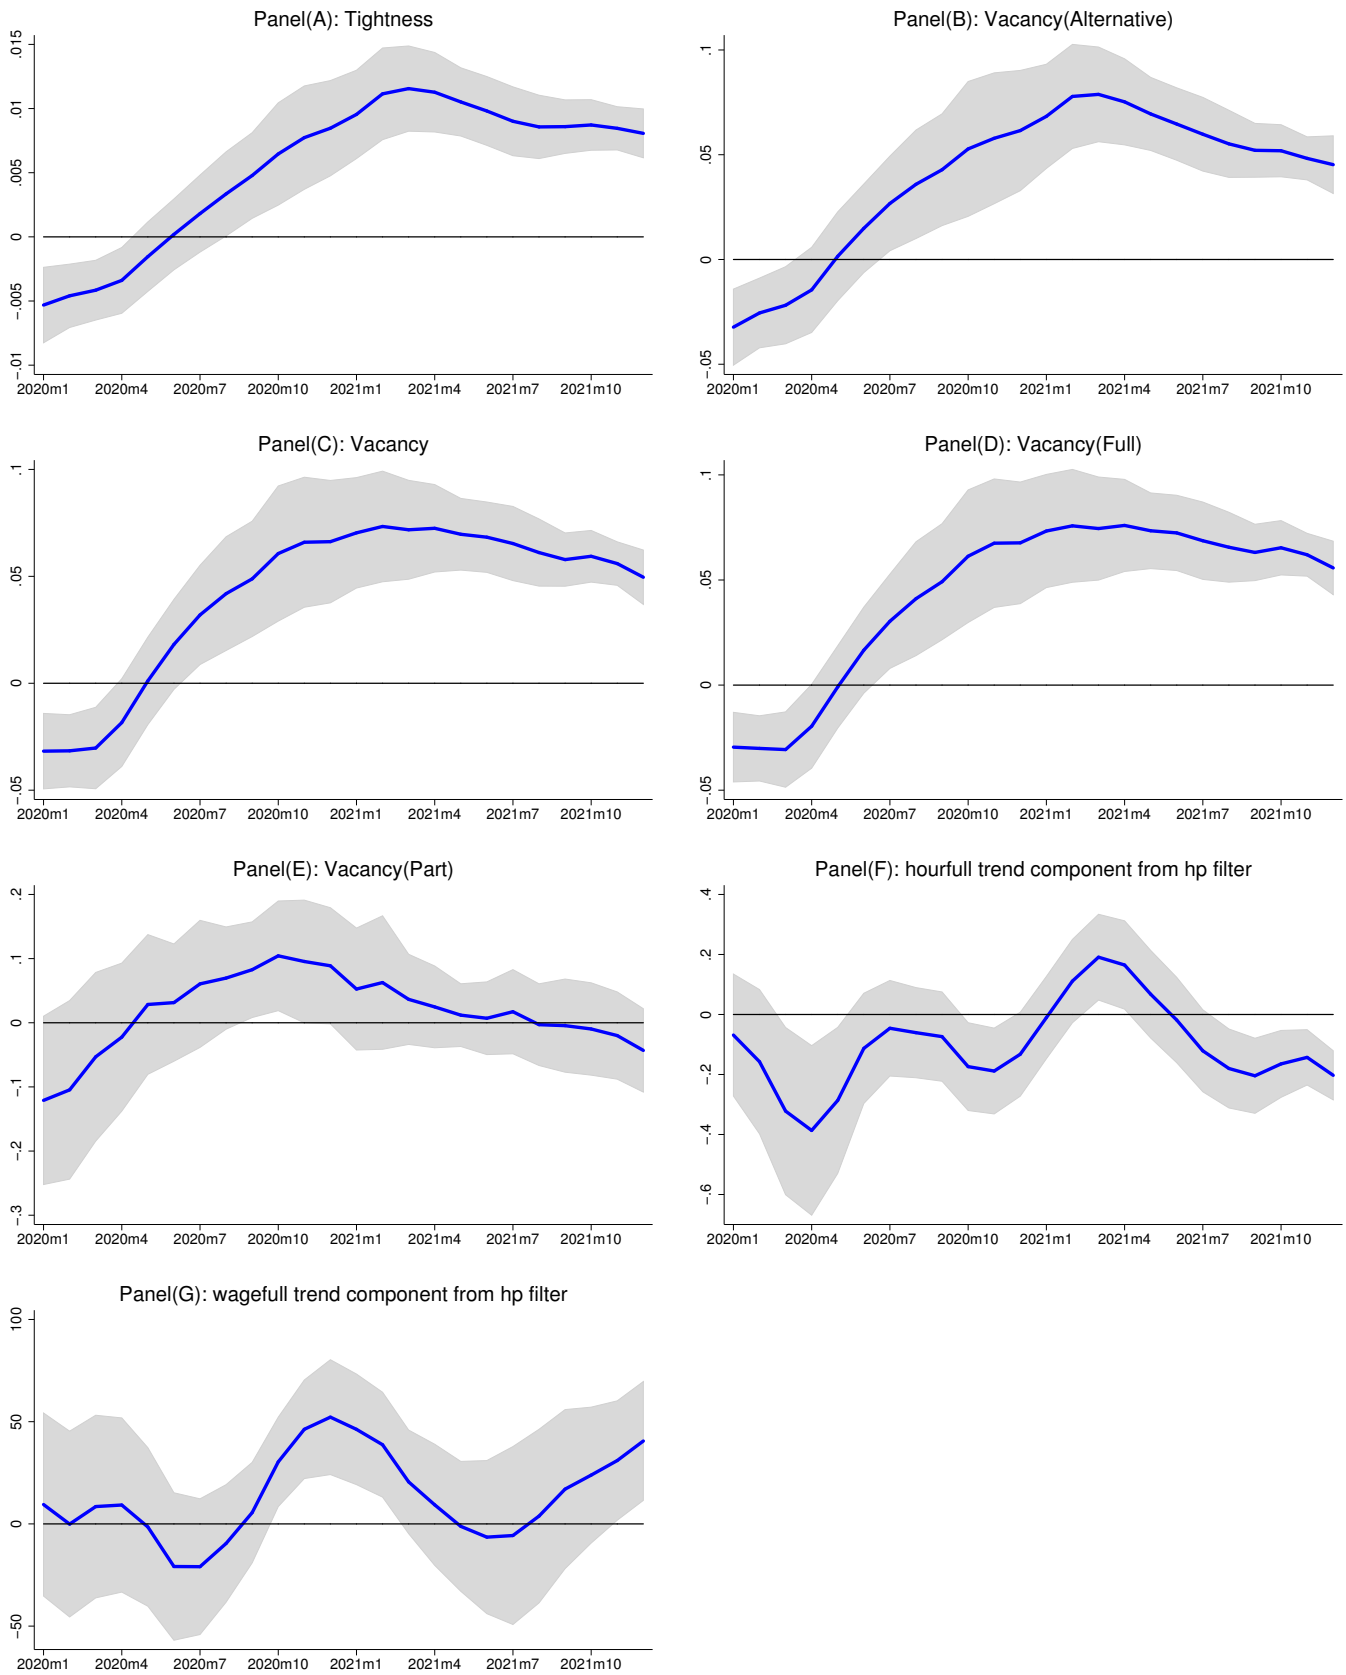 Panel(A): Tightness
.015
.01
.005
0
-.005
-.01
2020m1 2020m4 2020m7 2020m10 2021m1 2021m4 2021m7 2021m10
Panel(B): Vacancy(Alternative)
.1
.05
0
-.05
2020m1 2020m4 2020m7 2020m10 2021m1 2021m4 2021m7 2021m10
Panel(C): Vacancy
.1
.05
0
-.05
2020m1 2020m4 2020m7 2020m10 2021m1 2021m4 2021m7 2021m10
Panel(D): Vacancy(Full)
.1
.05
0
-.05
2020m1 2020m4 2020m7 2020m10 2021m1 2021m4 2021m7 2021m10
Panel(E): Vacancy(Part)
.2
.1
0
-.1
-.2
-.3
2020m1 2020m4 2020m7 2020m10 2021m1 2021m4 2021m7 2021m10
Panel(F): hourfull trend component from hp filter
.4
.2
0
-.2
-.4
-.6
2020m1 2020m4 2020m7 2020m10 2021m1 2021m4 2021m7 2021m10
Panel(G): wagefull trend component from hp filter
100
50
0
-50
2020m1 2020m4 2020m7 2020m10 2021m1 2021m4 2021m7 2021m10